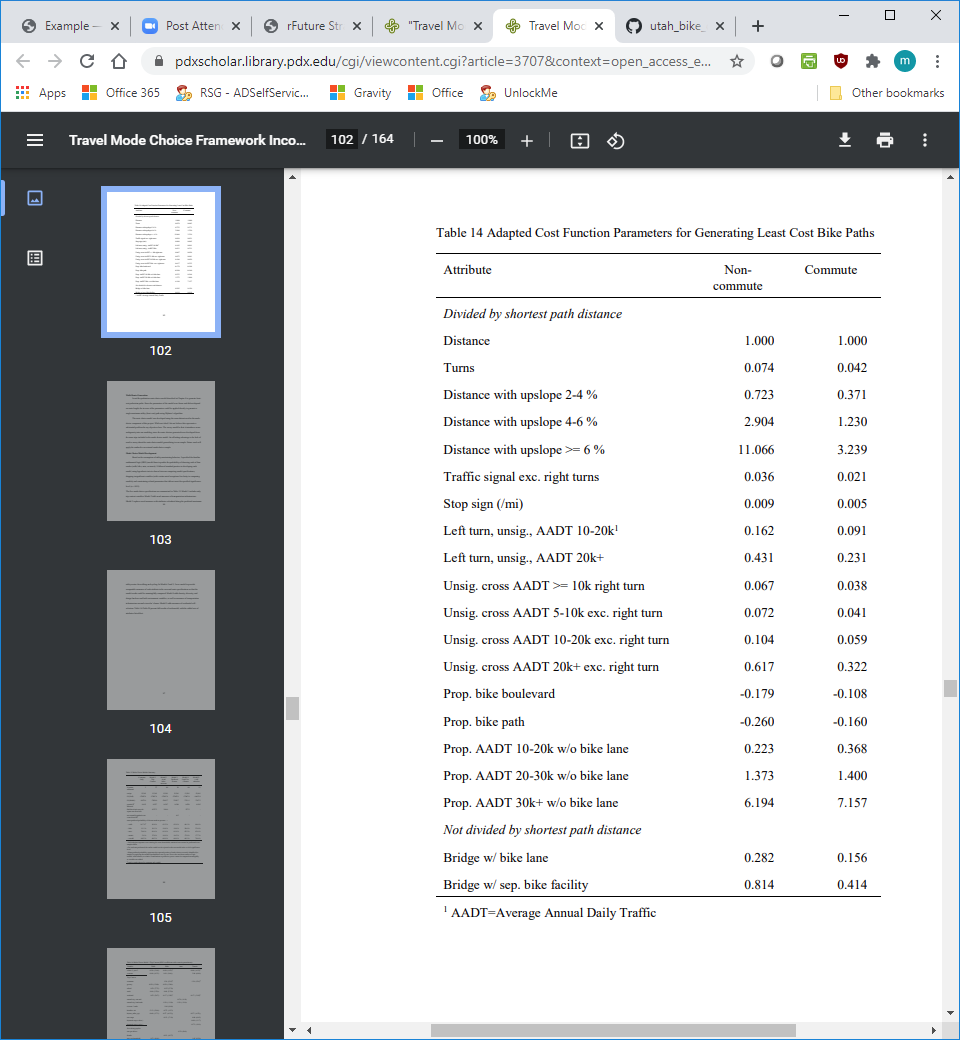 Example —
Post Atten
rFuture Str
"Travel Mo
Travel Moc
utah_bike_
pdxscholar.library.pdx.edu/cgi/viewcontent.cgi?article=3707&context=open_access_e...
m
Apps
Office 365
RSG - ADSelfServic...
Gravity
Office
UnlockMe
Other bookmarks
Travel Mode Choice Framework Inco...
102 / 164
100%
102
103
104
105
Table 14 Adapted Cost Function Parameters for Generating Least Cost Bike Paths
Attribute Non-commute Commute
Divided by shortest path distance
Distance 1.000 1.000
Turns 0.074 0.042
Distance with upslope 2-4 % 0.723 0.371
Distance with upslope 4-6 % 2.904 1.230
Distance with upslope >= 6 % 11.066 3.239
Traffic signal exc. right turns 0.036 0.021
Stop sign (/mi) 0.009 0.005
Left turn, unsig., AADT 10-20k¹ 0.162 0.091
Left turn, unsig., AADT 20k+ 0.431 0.231
Unsig. cross AADT >= 10k right turn 0.067 0.038
Unsig. cross AADT 5-10k exc. right turn 0.072 0.041
Unsig. cross AADT 10-20k exc. right turn 0.104 0.059
Unsig. cross AADT 20k+ exc. right turn 0.617 0.322
Prop. bike boulevard -0.179 -0.108
Prop. bike path -0.260 -0.160
Prop. AADT 10-20k w/o bike lane 0.223 0.368
Prop. AADT 20-30k w/o bike lane 1.373 1.400
Prop. AADT 30k+ w/o bike lane 6.194 7.157
Not divided by shortest path distance
Bridge w/ bike lane 0.282 0.156
Bridge w/ sep. bike facility 0.814 0.414
¹ AADT=Average Annual Daily Traffic